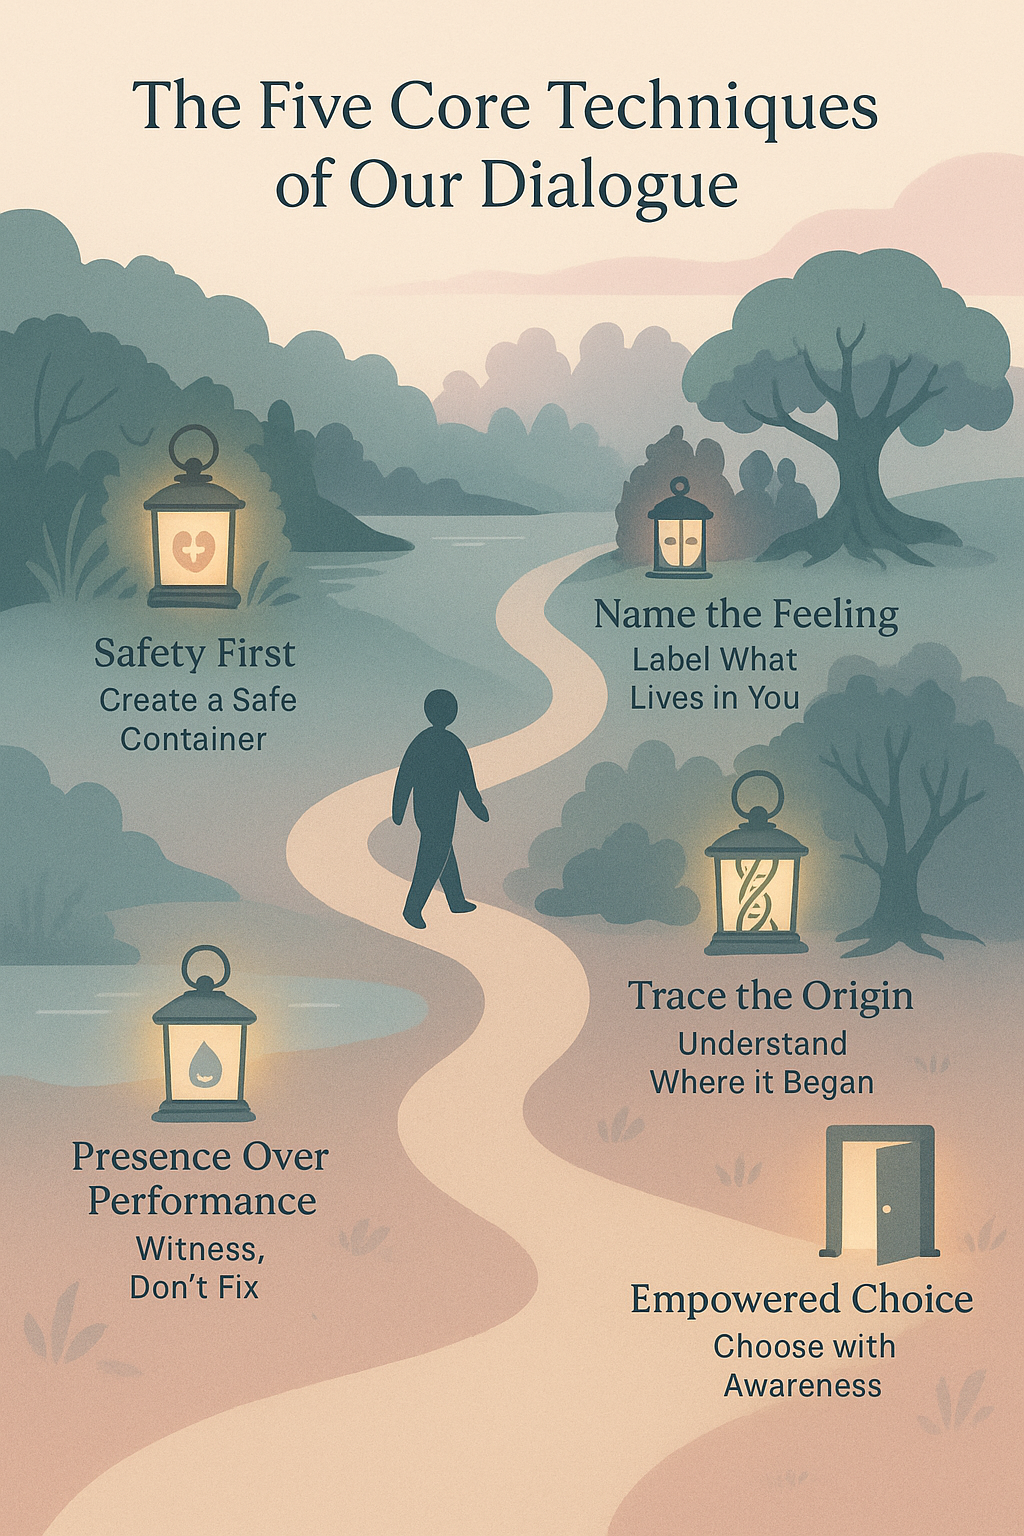 The Five Core Techniques
of Our Dialogue
Safety First
Create a Safe
Container
Name the Feeling
Label What
Lives in You
Trace the Origin
Understand
Where it Began
Presence Over
Performance
Witness,
Don’t Fix
Empowered Choice
Choose with
Awareness